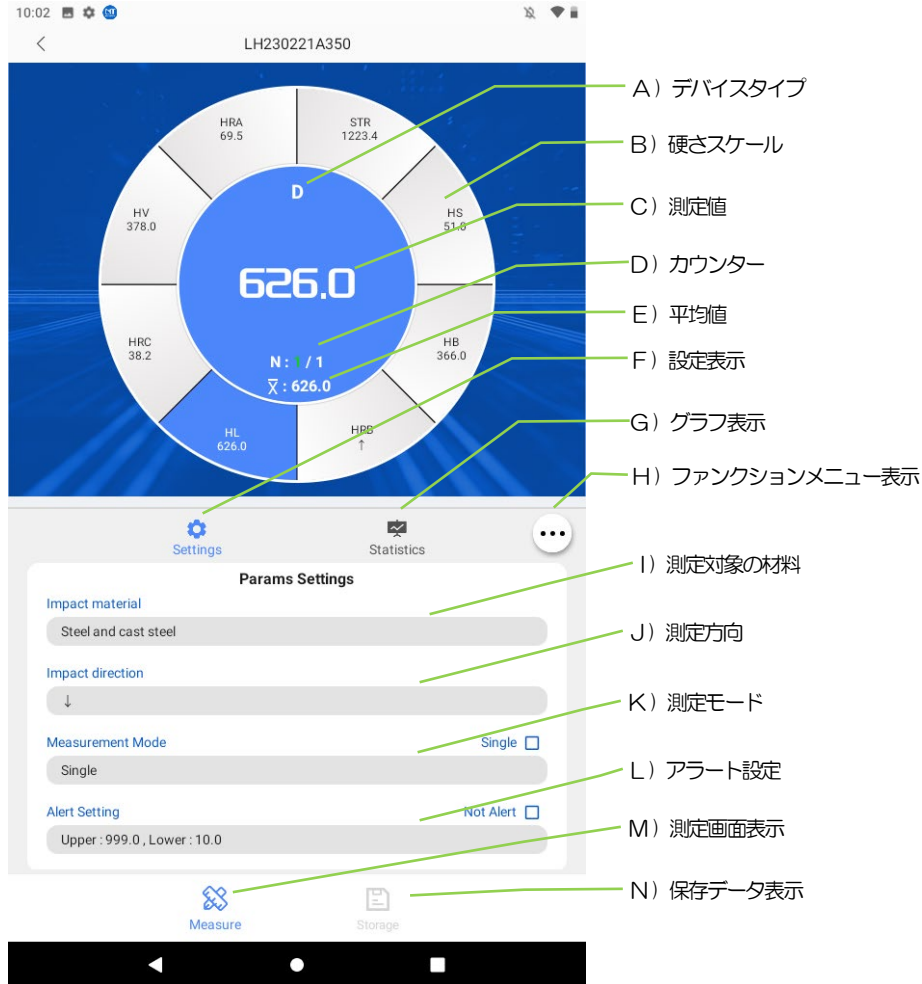 10:02
LH230221A350
HRA
69.5
STR
1223.4
HV
378.0
D
HS
51.0
626.0
HRC
38.2
N : 1 / 1
X̄ : 626.0
HB
366.0
HL
626.0
HRB
↑
Settings
Statistics
Params Settings
Impact material
Steel and cast steel
Impact direction
↓
Measurement Mode
Single
Single
Alert Setting
Not Alert
Upper : 999.0 , Lower : 10.0
Measure
Storage
A）デバイスタイプ
B）硬さスケール
C）測定値
D）カウンター
E）平均値
F）設定表示
G）グラフ表示
H）ファンクションメニュー表示
I）測定対象の材料
J）測定方向
K）測定モード
L）アラート設定
M）測定画面表示
N）保存データ表示